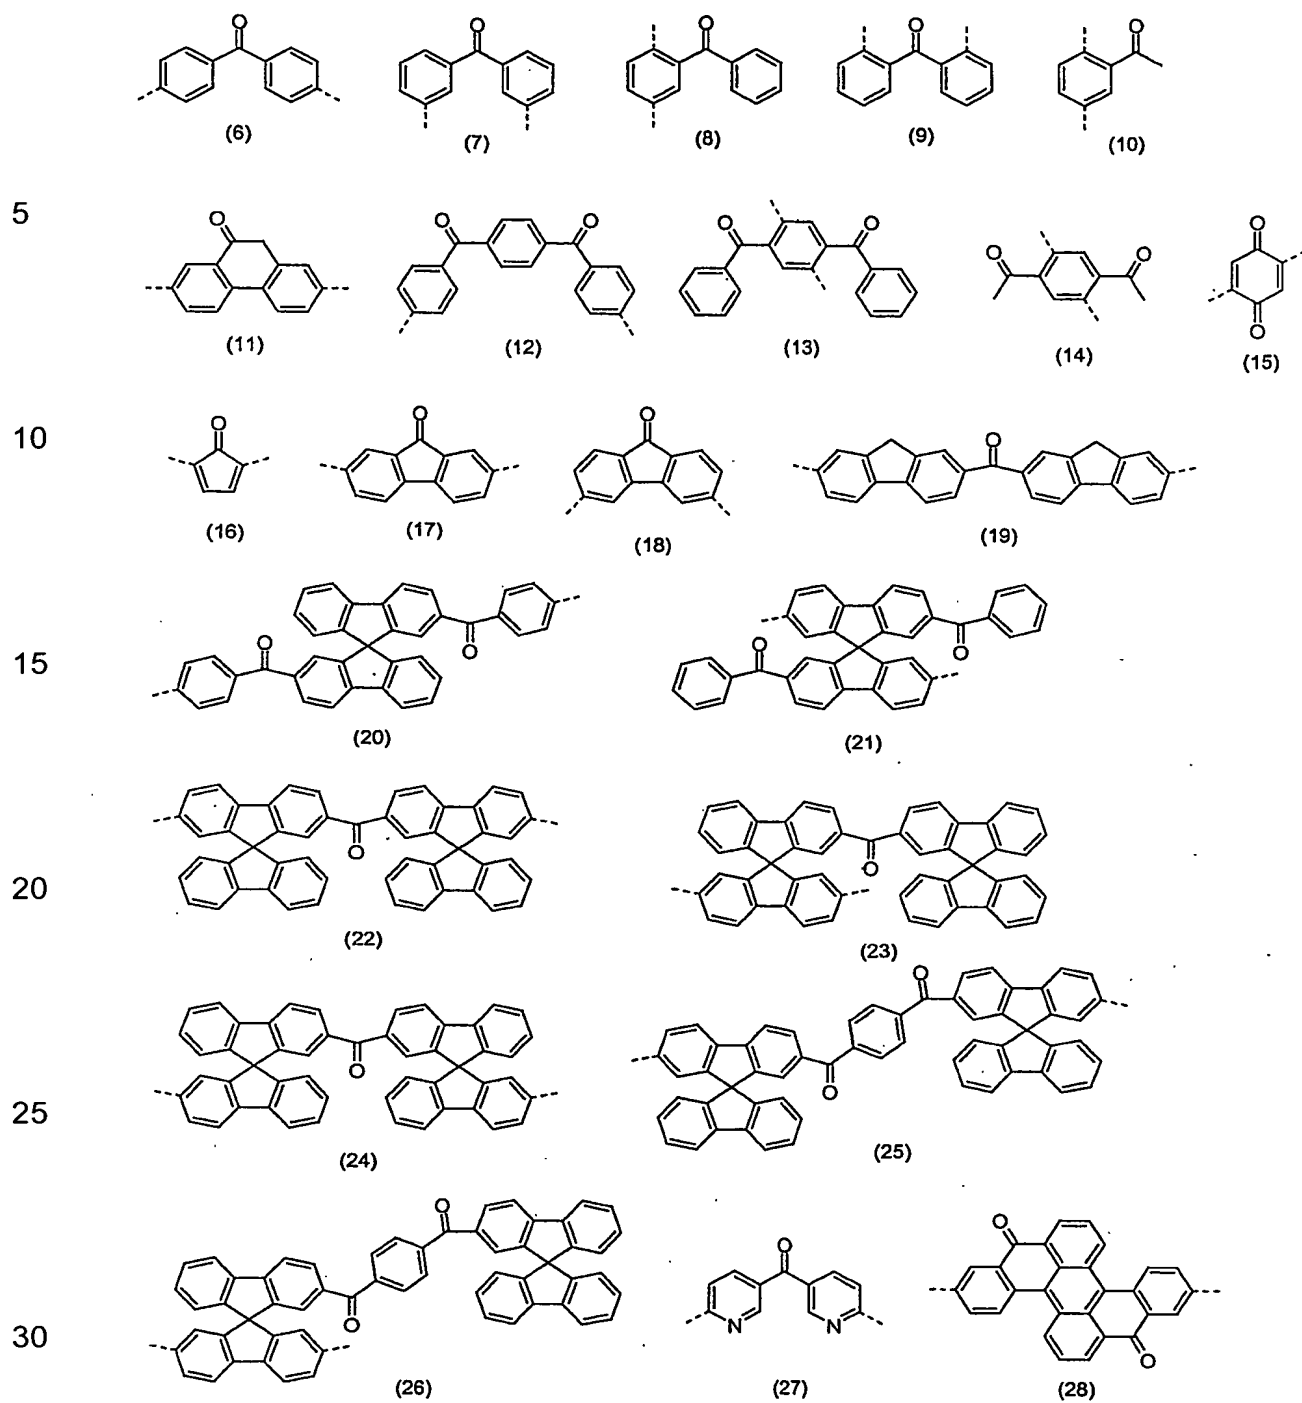 O O O O O
(6) (7) (8) (9) (10)
5
O O O O O O O O O
(11) (12) (13) (14) (15)
10
O O O O
(16) (17) (18) (19)
15
O O O O
(20) (21)
20
O O
(22) (23)
25
O O O
(24) (25)
30
O O O N N O O
(26) (27) (28)